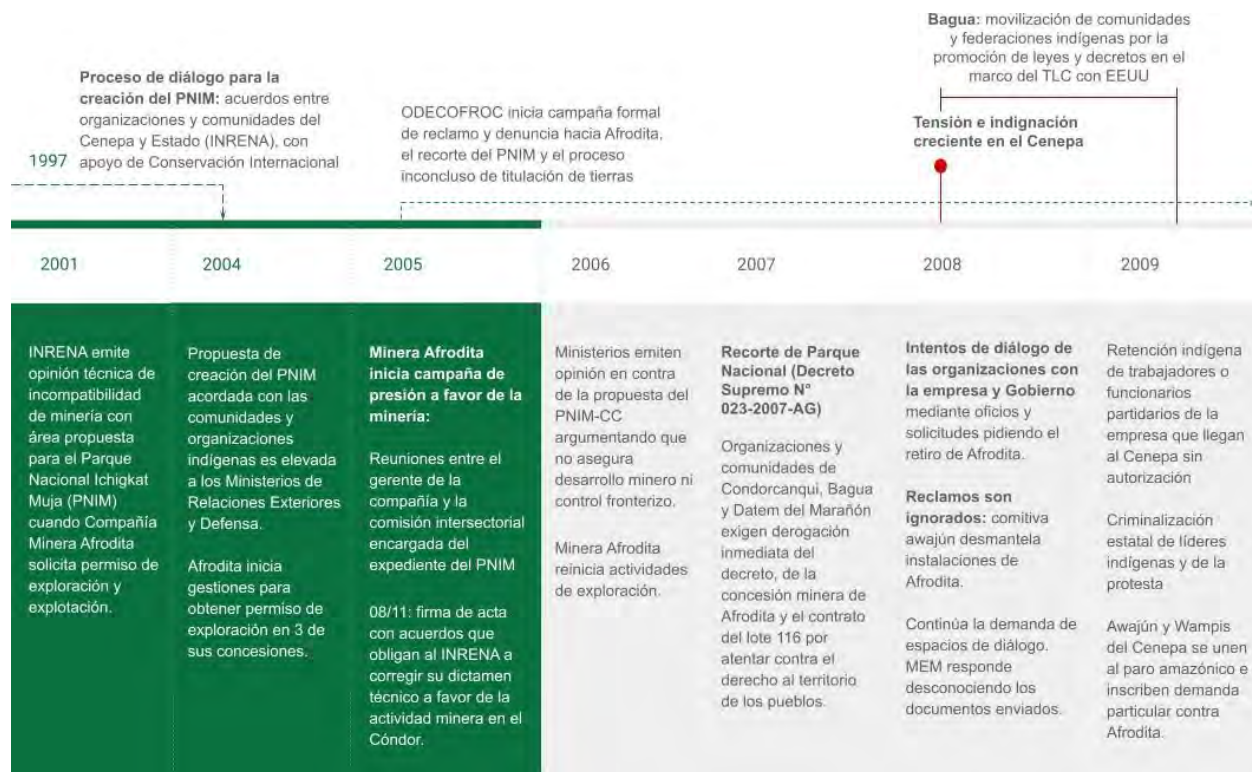 Bagua: movilización de comunidades
y federaciones indígenas por la
promoción de leyes y decretos en el
marco del TLC con EEUU
Proceso de diálogo para la
creación del PNIM: acuerdos entre
organizaciones y comunidades del
Cenepa y Estado (INRENA), con
apoyo de Conservación Internacional
1997
ODECOFROC inicia campaña formal
de reclamo y denuncia hacia Afrodita,
el recorte del PNIM y el proceso
inconcluso de titulación de tierras
Tensión e indignación
creciente en el Cenepa
2001
2004
2005
2006
2007
2008
2009
INRENA emite
opinión técnica de
incompatibilidad
de minería con
área propuesta
para el Parque
Nacional Ichigkat
Muja (PNIM)
cuando Compañía
Minera Afrodita
solicita permiso de
exploración y
explotación.
Propuesta de
creación del PNIM
acordada con las
comunidades y
organizaciones
indígenas es elevada
a los Ministerios de
Relaciones Exteriores
y Defensa.
Afrodita inicia
gestiones para
obtener permiso de
exploración en 3 de
sus concesiones.
Minera Afrodita
inicia campaña de
presión a favor de la
minería:
Reuniones entre el
gerente de la
compañía y la
comisión intersectorial
encargada del
expediente del PNIM
08/11: firma de acta
con acuerdos que
obligan al INRENA a
corregir su dictamen
técnico a favor de la
actividad minera en el
Cóndor.
Ministerios emiten
opinión en contra
de la propuesta del
PNIM-CC
argumentando que
no asegura
desarrollo minero ni
control fronterizo.
Minera Afrodita
reinicia actividades
de exploración.
Recorte de Parque
Nacional (Decreto
Supremo N°
023-2007-AG)
Organizaciones y
comunidades de
Condorcanqui, Bagua
y Datem del Marañón
exigen derogación
inmediata del
decreto, de la
concesión minera de
Afrodita y el contrato
del lote 116 por
atentar contra el
derecho al territorio
de los pueblos.
Intentos de diálogo de
las organizaciones con
la empresa y Gobierno
mediante oficios y
solicitudes pidiendo el
retiro de Afrodita.
Reclamos son
ignorados: comitiva
awajún desmantela
instalaciones de
Afrodita.
Continúa la demanda de
espacios de diálogo.
MEM responde
desconociendo los
documentos enviados.
Retención indígena
de trabajadores o
funcionarios
partidarios de la
empresa que llegan
al Cenepa sin
autorización
Criminalización
estatal de líderes
indígenas y de la
protesta
Awajún y Wampis
del Cenepa se unen
al paro amazónico e
inscriben demanda
particular contra
Afrodita.